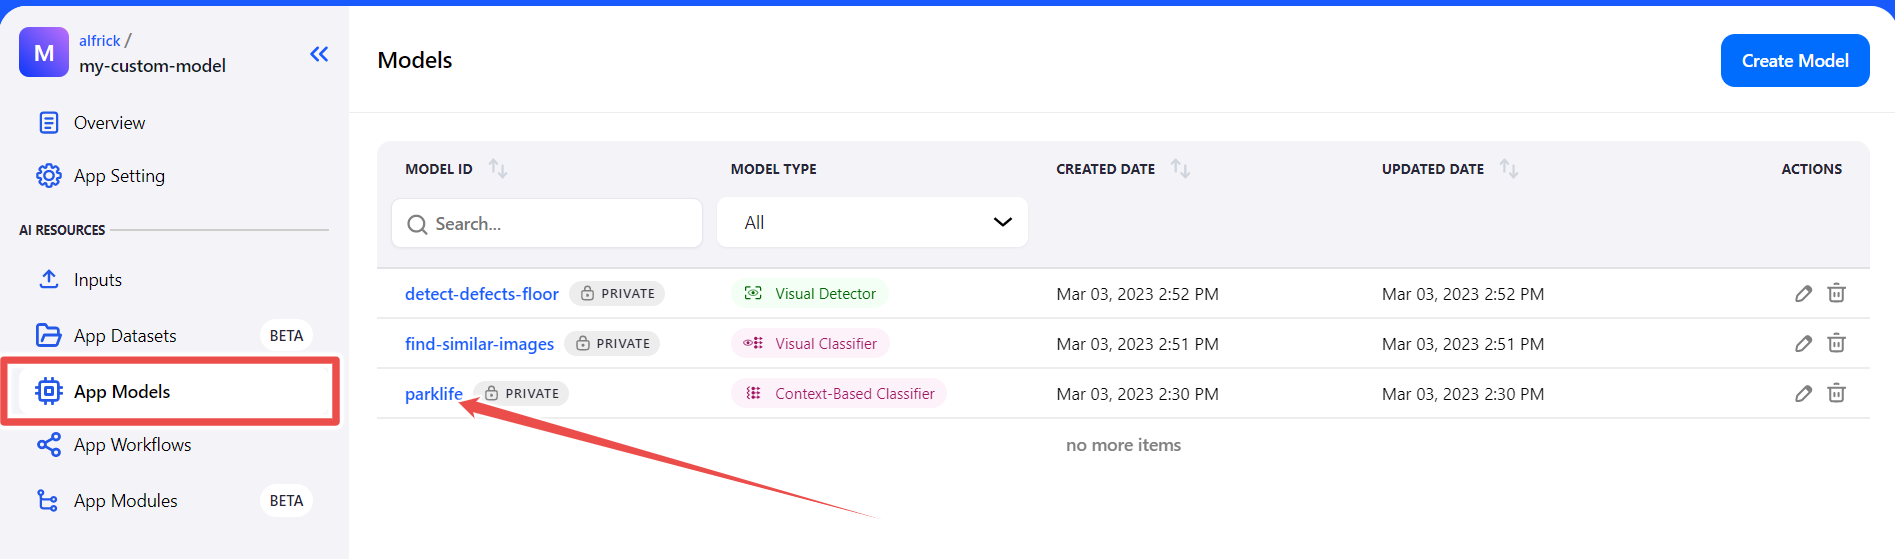 M
alfrick /
my-custom-model
Overview
App Setting
AI RESOURCES
Inputs
App Datasets BETA
App Models
App Workflows
App Modules BETA
Models
Create Model
MODEL ID MODEL TYPE CREATED DATE UPDATED DATE ACTIONS
Search... All
detect-defects-floor PRIVATE Visual Detector Mar 03, 2023 2:52 PM Mar 03, 2023 2:52 PM
find-similar-images PRIVATE Visual Classifier Mar 03, 2023 2:51 PM Mar 03, 2023 2:51 PM
parklife PRIVATE Context-Based Classifier Mar 03, 2023 2:30 PM Mar 03, 2023 2:30 PM
no more items